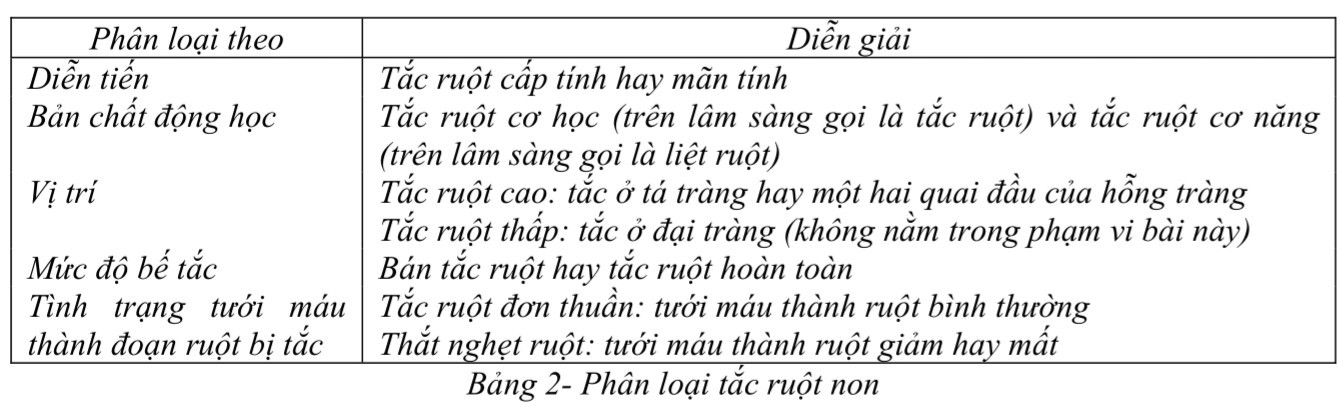 Phân loại theo Diễn giải
Diễn tiến Tắc ruột cấp tính hay mãn tính
Bản chất động học Tắc ruột cơ học (trên lâm sàng gọi là tắc ruột) và tắc ruột cơ năng
(trên lâm sàng gọi là liệt ruột)
Vị trí Tắc ruột cao: tắc ở tá tràng hay một hai quai đầu của hỗng tràng
Tắc ruột thấp: tắc ở đại tràng (không nằm trong phạm vi bài này)
Mức độ bế tắc Bán tắc ruột hay tắc ruột hoàn toàn
Tình trạng tưới máu Tắc ruột đơn thuần: tưới máu thành ruột bình thường
thành đoạn ruột bị tắc Thắt nghẹt ruột: tưới máu thành ruột giảm hay mất
Bảng 2- Phân loại tắc ruột non